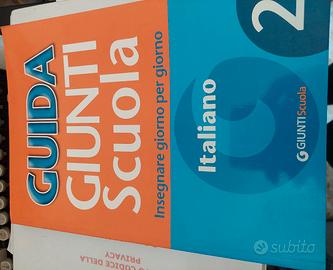 GUIDA
GIUNTI
Scuola
Insegnare giorno per giorno
Italiano
2
GIUNTI Scuola
CODICE DELLA
PRIVACY
subito